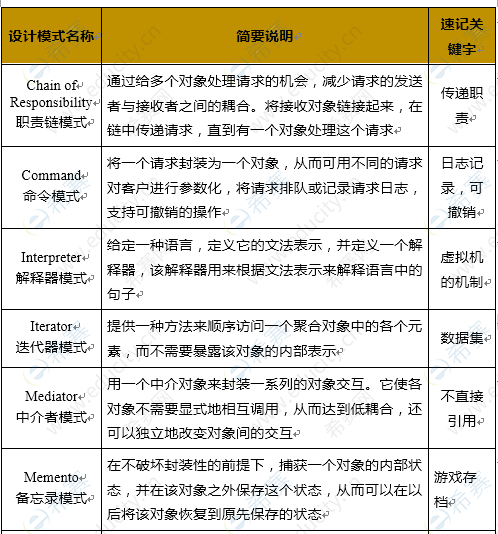 设计模式名称
简要说明
速记关
键字
Chain of
Responsibility
职责链模式
通过给多个对象处理请求的机会，减少请求的发送
者与接收者之间的耦合。将接收对象链接起来，在
链中传递请求，直到有一个对象处理这个请求
传递职
责
Command
命令模式
将一个请求封装为一个对象，从而可用不同的请求
对客户进行参数化，将请求排队或记录请求日志，
支持可撤销的操作
日志记
录，可
撤销
Interpreter
解释器模式
给定一种语言，定义它的文法表示，并定义一个解
释器，该解释器用来根据文法表示来解释语言中的
句子
虚拟机
的机制
Iterator
迭代器模式
提供一种方法来顺序访问一个聚合对象中的各个元
素，而不需要暴露该对象的内部表示
数据集
Mediator
中介者模式
用一个中介对象来封装一系列的对象交互。它使各
对象不需要显式地相互调用，从而达到低耦合，还
可以独立地改变对象间的交互
不直接
引用
Memento
备忘录模式
在不破坏封装性的前提下，捕获一个对象的内部状
态，并在该对象之外保存这个状态，从而可以在以
后将该对象恢复到原先保存的状态
游戏存
档